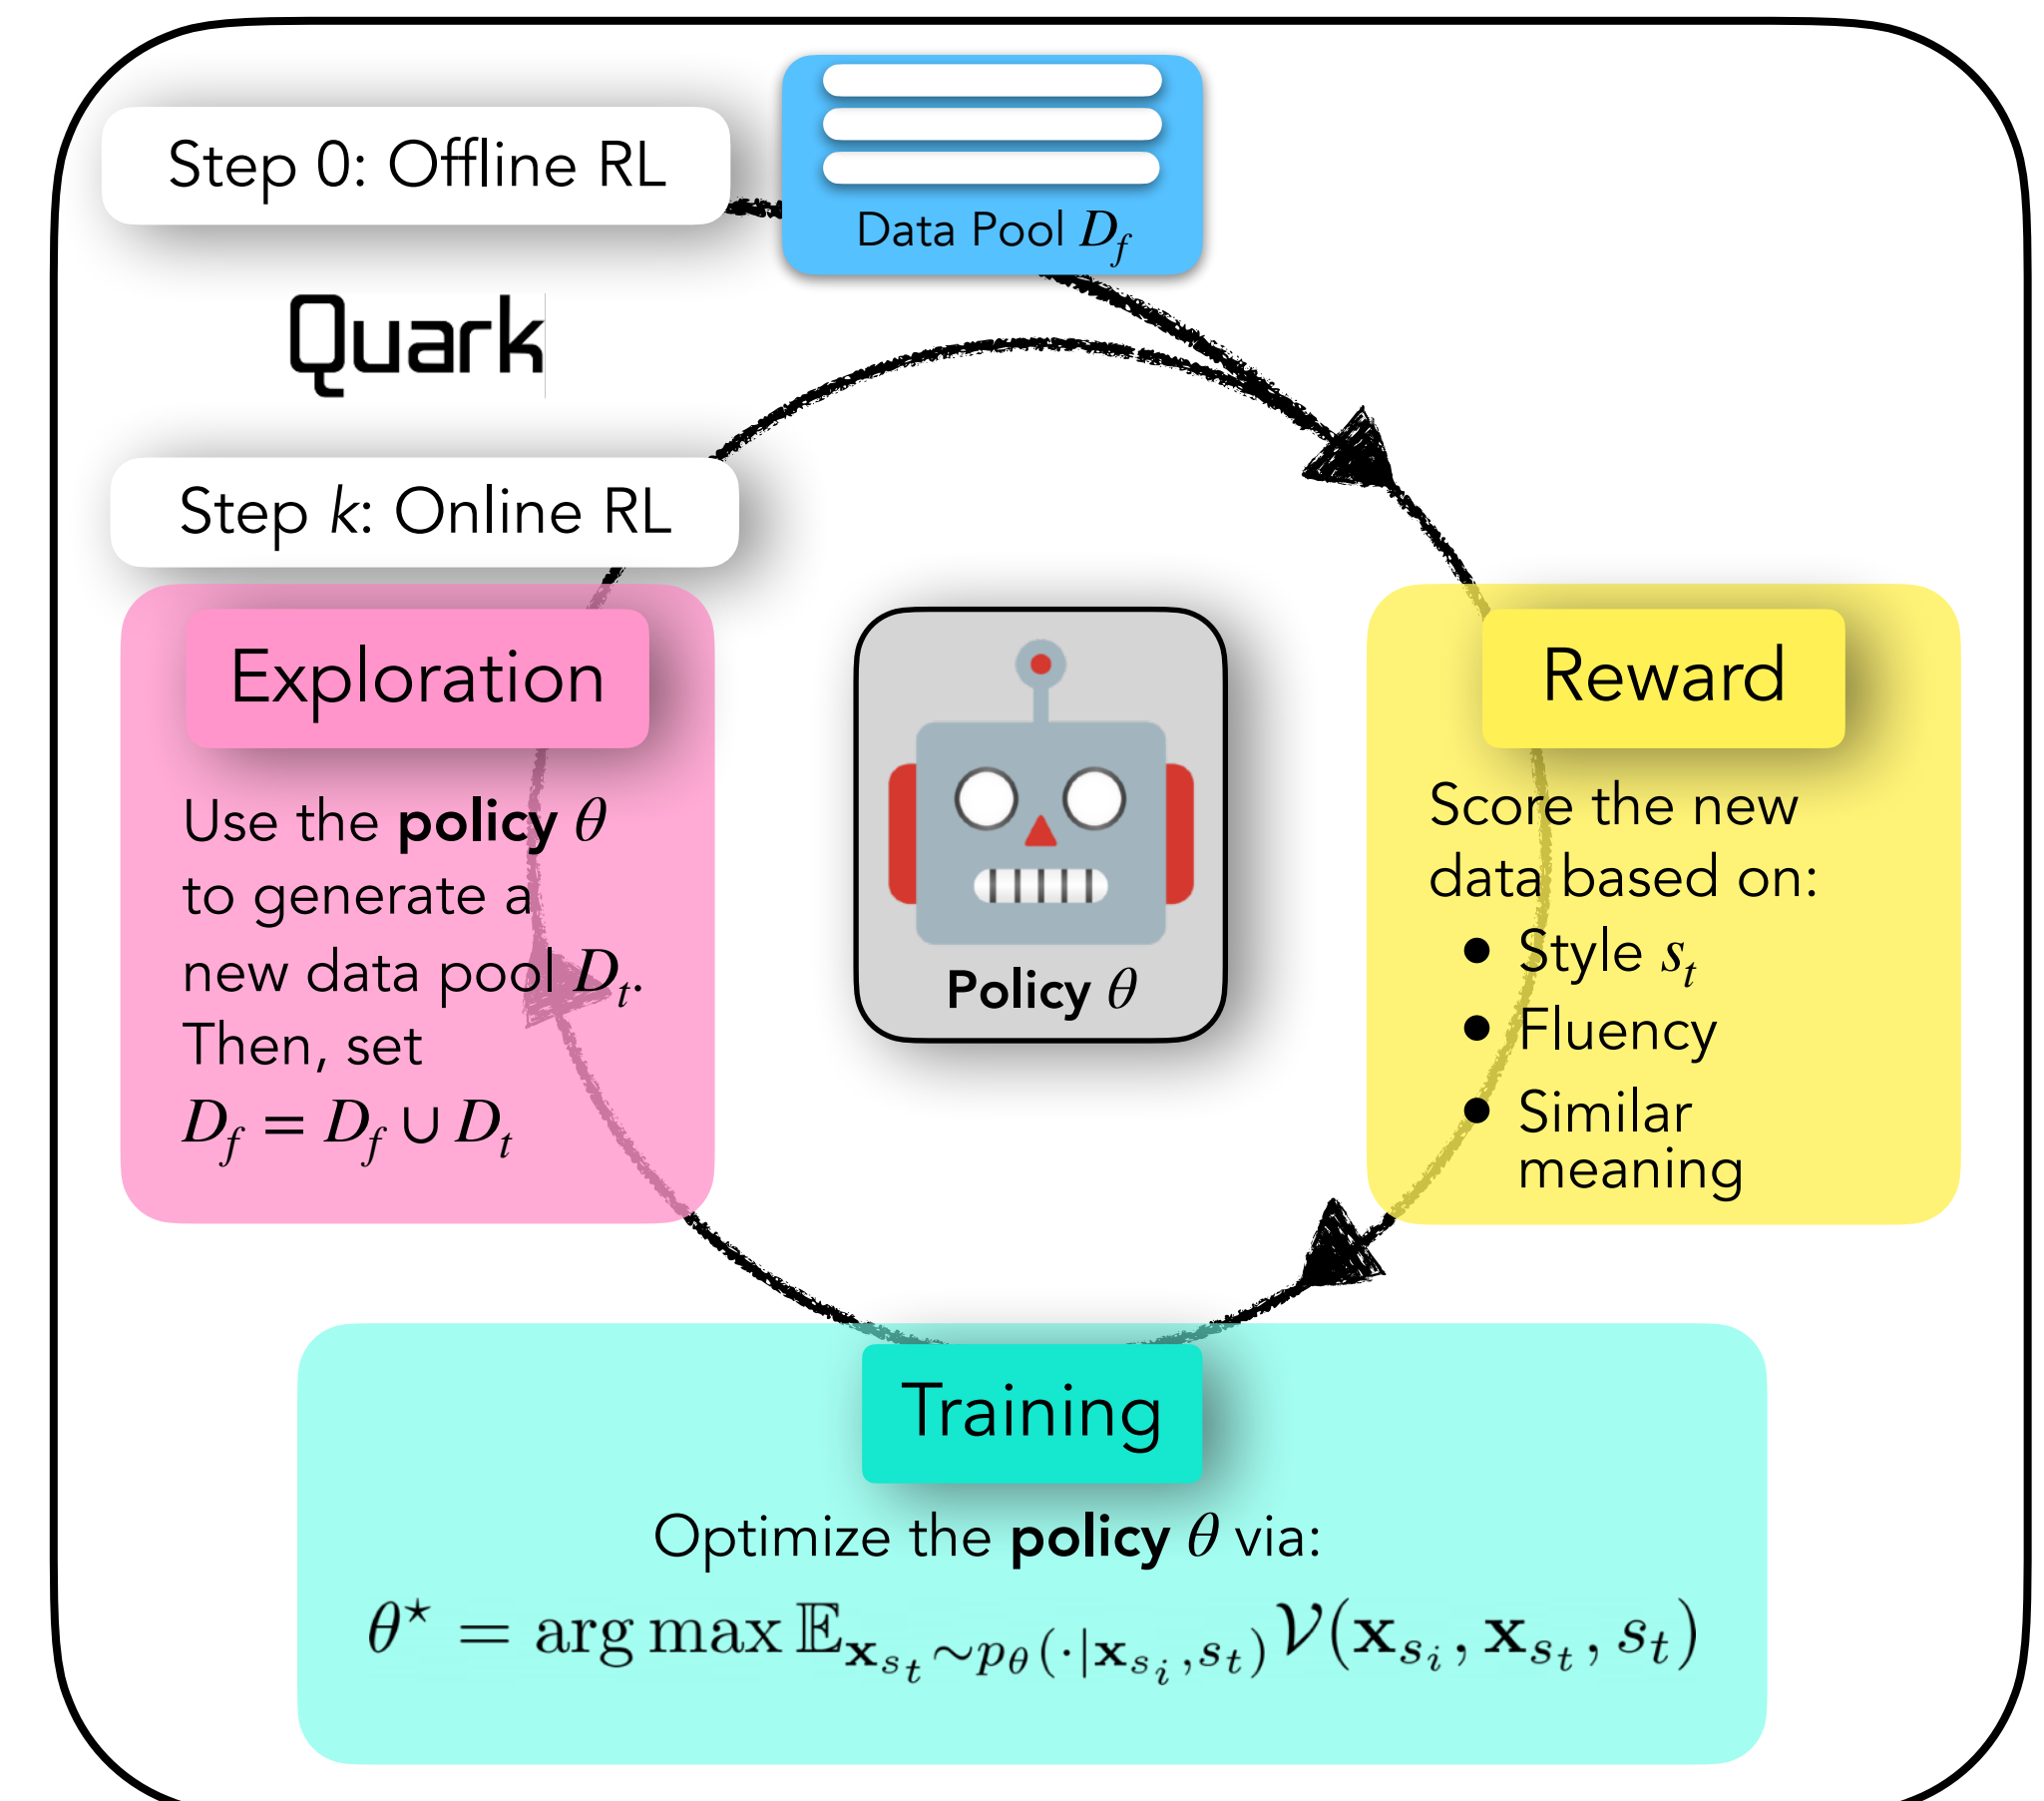 Step 0: Offline RL
Data Pool D_f
Quark
Step k: Online RL
Exploration
Use the policy θ
to generate a
new data pool D_t.
Then, set
D_f = D_f ∪ D_t
Policy θ
Reward
Score the new
data based on:
• Style s_t
• Fluency
• Similar
meaning
Training
Optimize the policy θ via:
θ* = arg max 𝔼_{x_{s_t} ~ p_θ(·|x_{s_i}, s_t)} 𝒱(x_{s_i}, x_{s_t}, s_t)